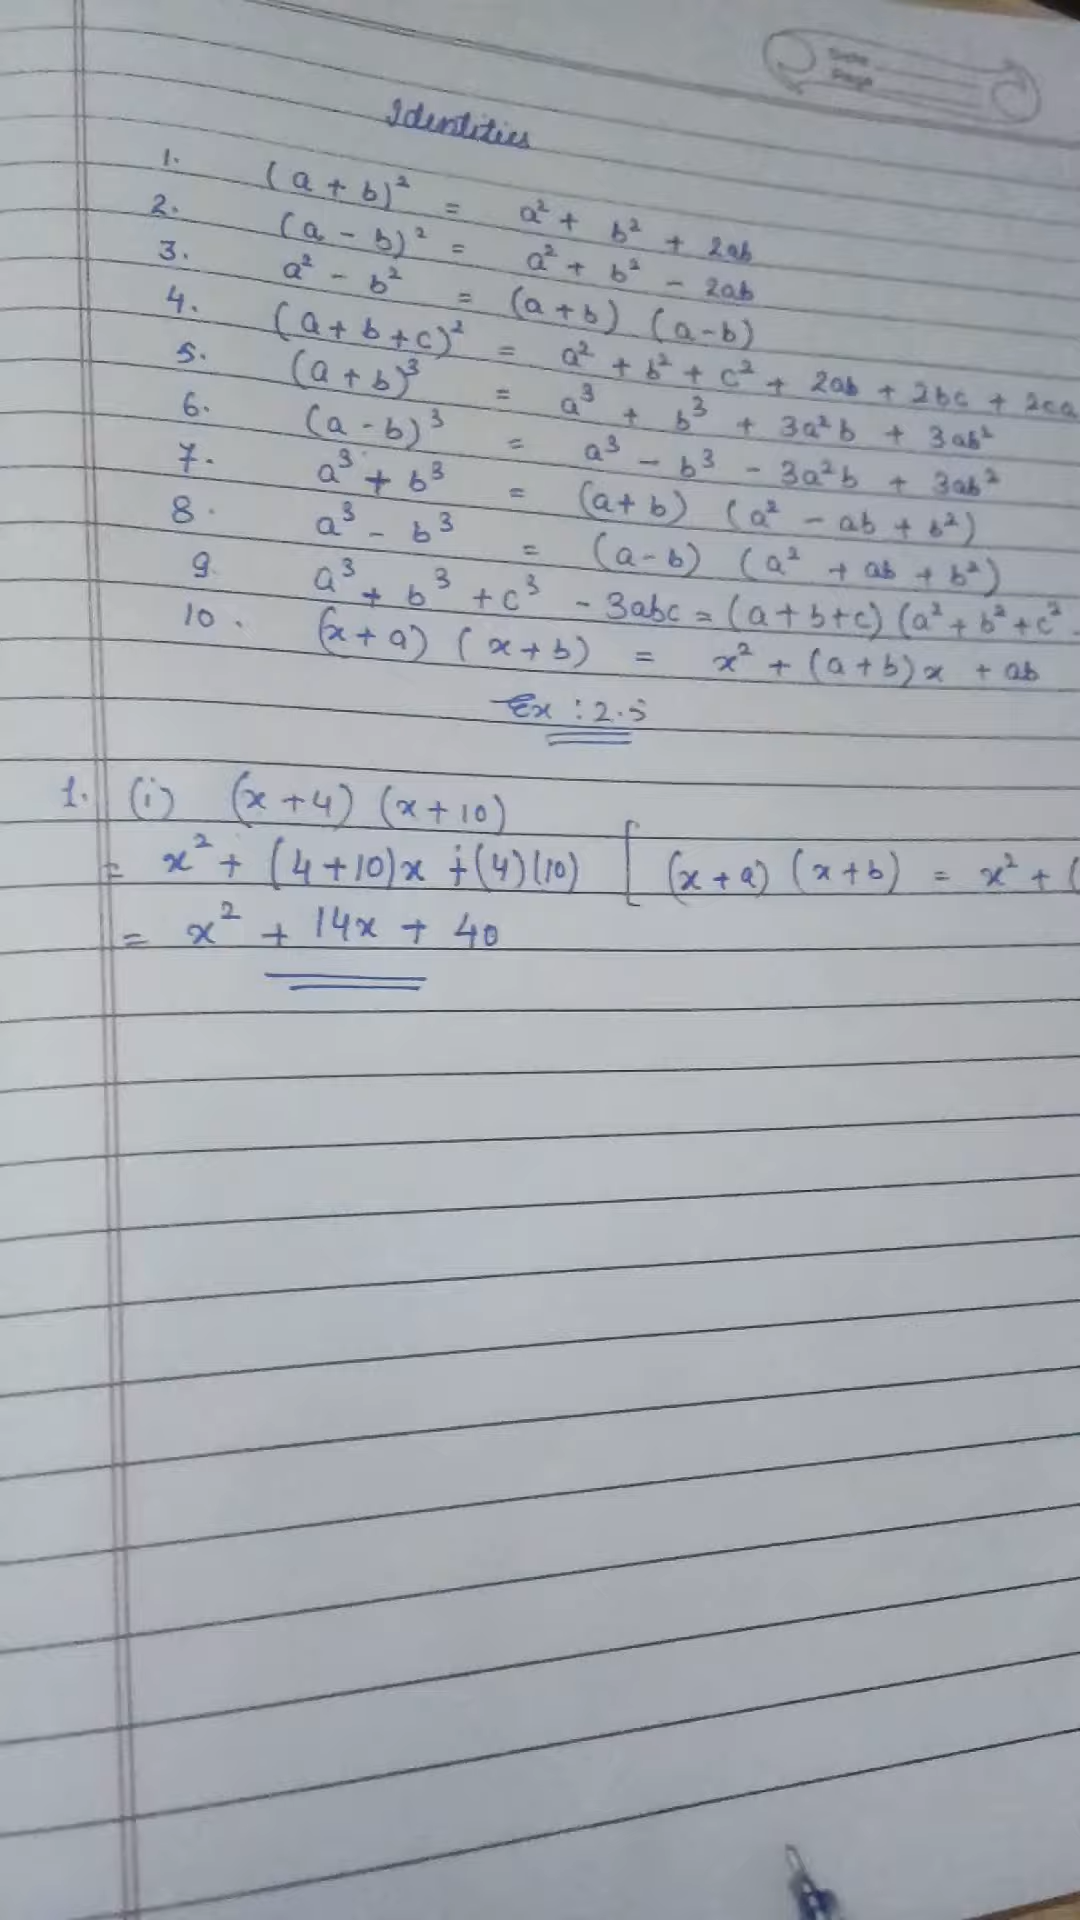 Date
Page
Identities
1. (a + b)² = a² + b² + 2ab
2. (a - b)² = a² + b² - 2ab
3. a² - b² = (a + b) (a - b)
4. (a + b + c)² = a² + b² + c² + 2ab + 2bc + 2ca
5. (a + b)³ = a³ + b³ + 3a²b + 3ab²
6. (a - b)³ = a³ - b³ - 3a²b + 3ab²
7. a³ + b³ = (a + b) (a² - ab + b²)
8. a³ - b³ = (a - b) (a² + ab + b²)
9. a³ + b³ + c³ - 3abc = (a + b + c) (a² + b² + c² -
10. (x + a) (x + b) = x² + (a + b)x + ab
Ex : 2.5
1. (i) (x + 4) (x + 10)
= x² + (4 + 10)x + (4)(10) [ (x + a) (x + b) = x² + (
= x² + 14x + 40